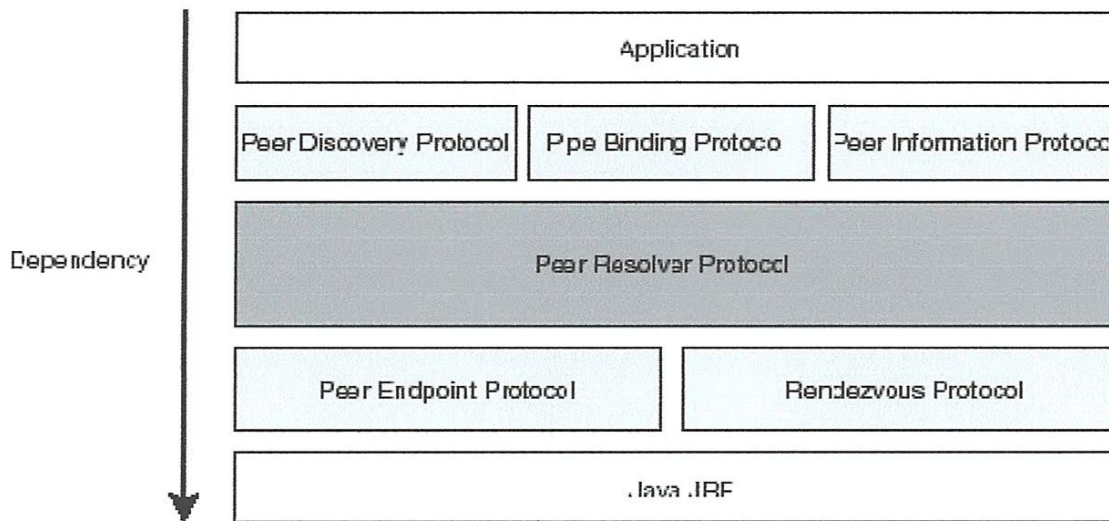 Application
Peer Discovery Protocol
Pipe Binding Protoco
Peer Information Protoco
Dependency
Peer Resolver Protocol
Peer Endpoint Protocol
Rendezvous Protocol
Java JRE